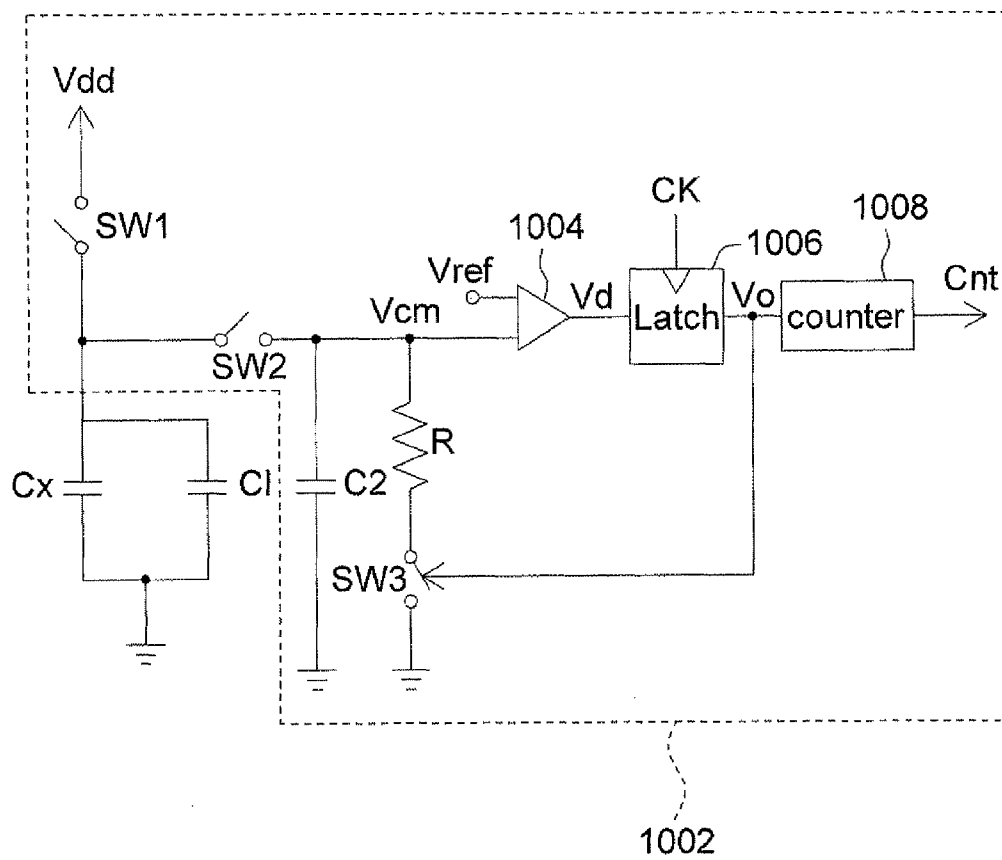 Vdd
SW1
CK
1004
1006
1008
Vref
Vd
Vo
Cnt
Vcm
Latch
counter
SW2
R
Cx
Cl
C2
SW3
1002